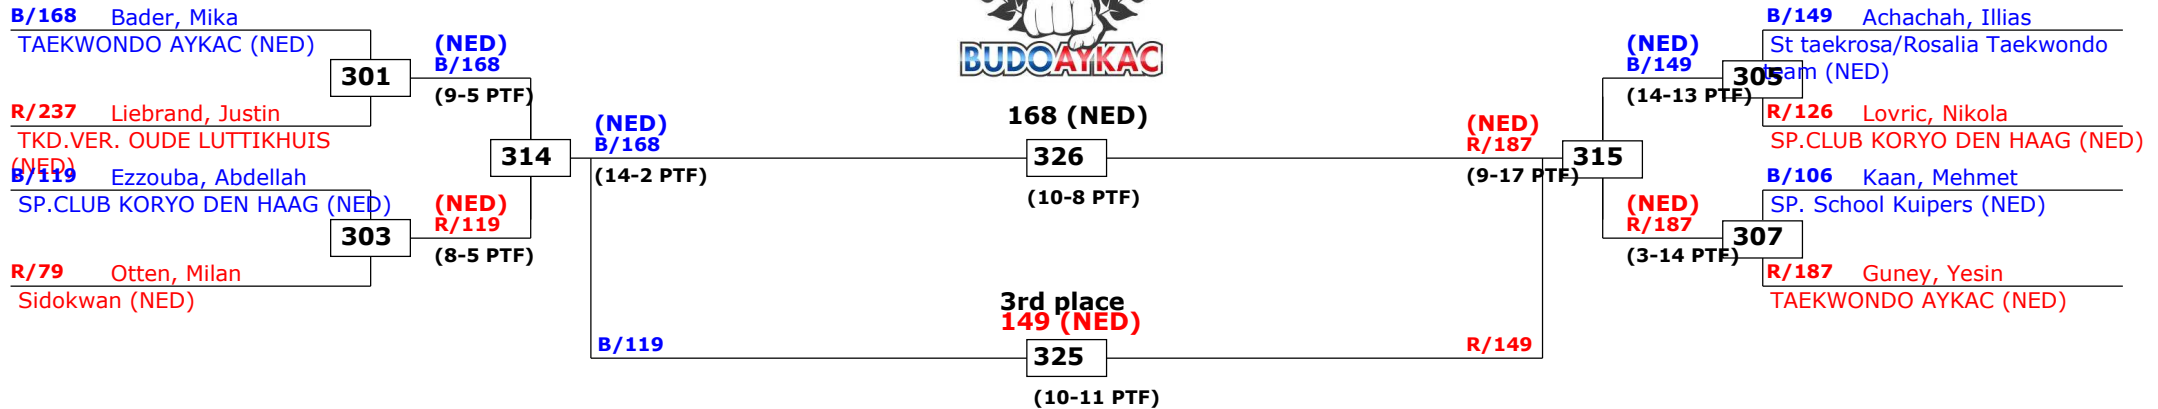 B/168 Bader, Mika
TAEKWONDO AYKAC (NED)
301
R/237 Liebrand, Justin
TKD.VER. OUDE LUTTIKHUIS
(NED)
B/119 Ezzouba, Abdellah
SP.CLUB KORYO DEN HAAG (NED)
303
R/79 Otten, Milan
Sidokwan (NED)
(NED)
B/168
(9-5 PTF)
314
(NED)
R/119
(8-5 PTF)
(NED)
B/168
(14-2 PTF)
BUDOAYKAC
168 (NED)
326
(10-8 PTF)
3rd place
149 (NED)
B/119
325
R/149
(10-11 PTF)
(NED)
R/187
(9-17 PTF)
315
(NED)
B/149
(14-13 PTF)
(NED)
R/187
(3-14 PTF)
B/149 Achachah, Illias
St taekrosa/Rosalia Taekwondo
team (NED)
305
R/126 Lovric, Nikola
SP.CLUB KORYO DEN HAAG (NED)
B/106 Kaan, Mehmet
SP. School Kuipers (NED)
307
R/187 Guney, Yesin
TAEKWONDO AYKAC (NED)